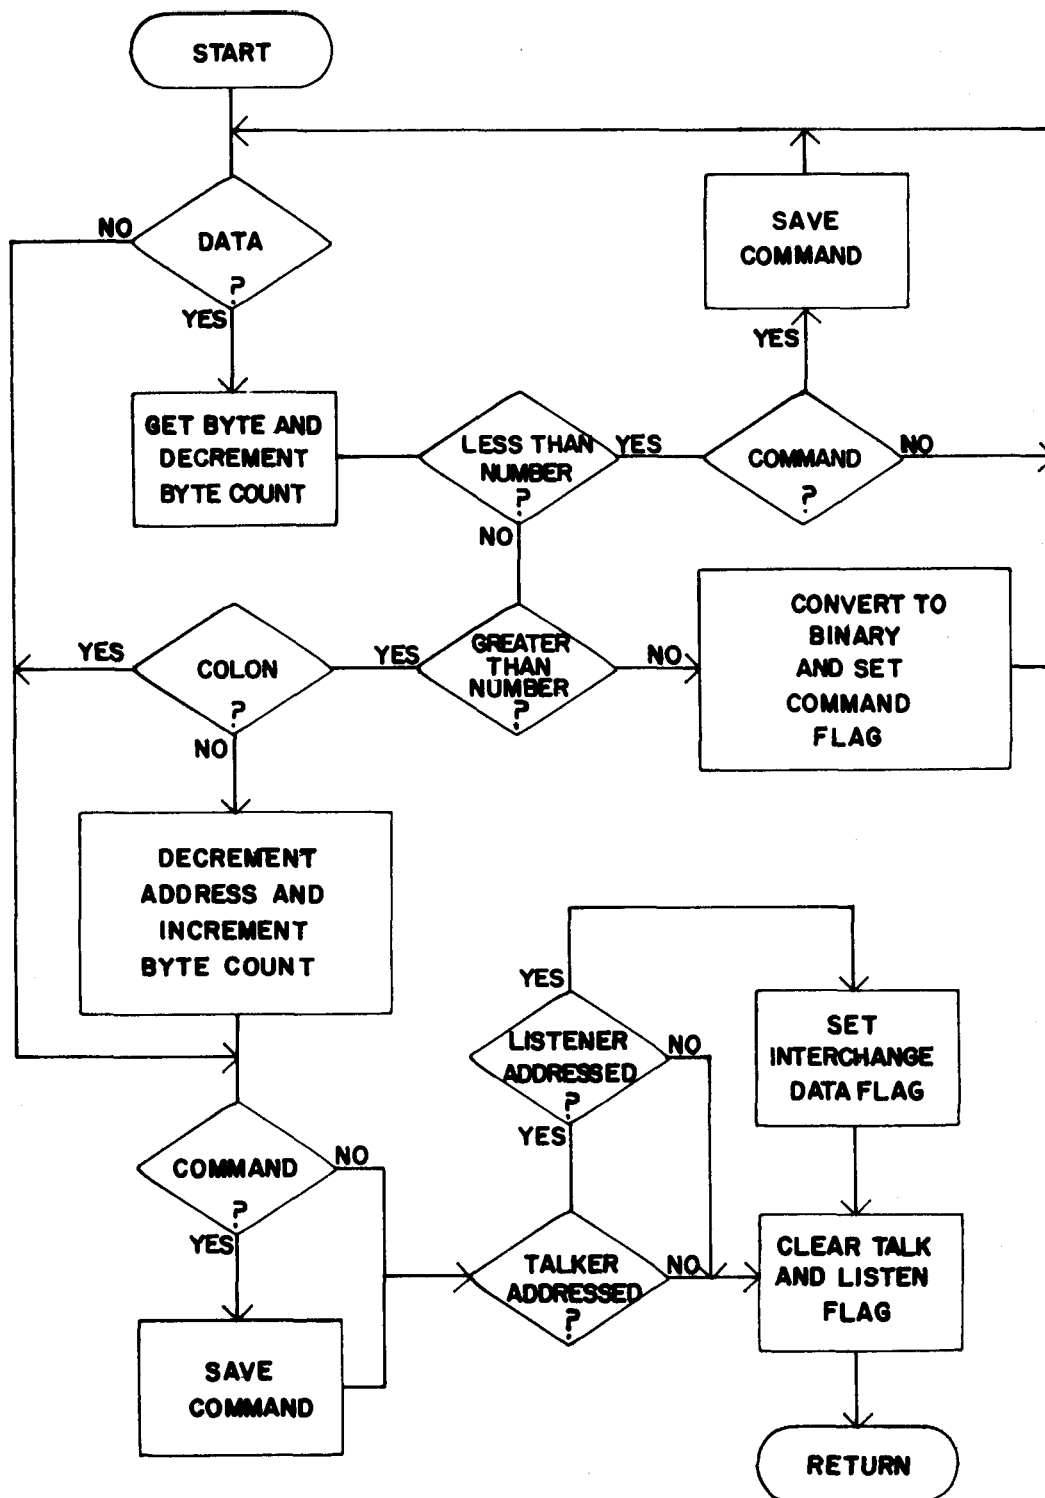 START
NO
DATA
?
YES
SAVE
COMMAND
YES
GET BYTE AND
DECREMENT
BYTE COUNT
LESS THAN
NUMBER
?
YES
COMMAND
?
NO
NO
CONVERT TO
BINARY
AND SET
COMMAND
FLAG
YES
COLON
?
YES
GREATER
THAN
NUMBER
?
NO
NO
DECREMENT
ADDRESS AND
INCREMENT
BYTE COUNT
YES
LISTENER
ADDRESSED
?
NO
SET
INTERCHANGE
DATA FLAG
YES
COMMAND
?
NO
YES
TALKER
ADDRESSED
?
NO
CLEAR TALK
AND LISTEN
FLAG
SAVE
COMMAND
RETURN